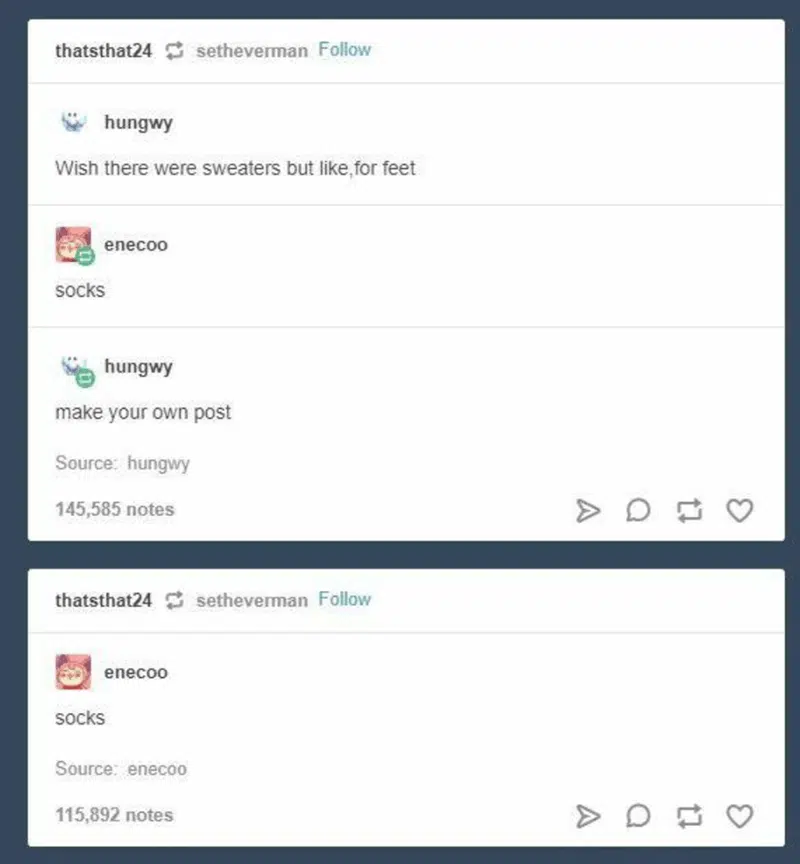 thatsthat24 setheverman Follow
hungwy
Wish there were sweaters but like,for feet
enecoo
socks
hungwy
make your own post
Source: hungwy
145,585 notes
thatsthat24 setheverman Follow
enecoo
socks
Source: enecoo
115,892 notes